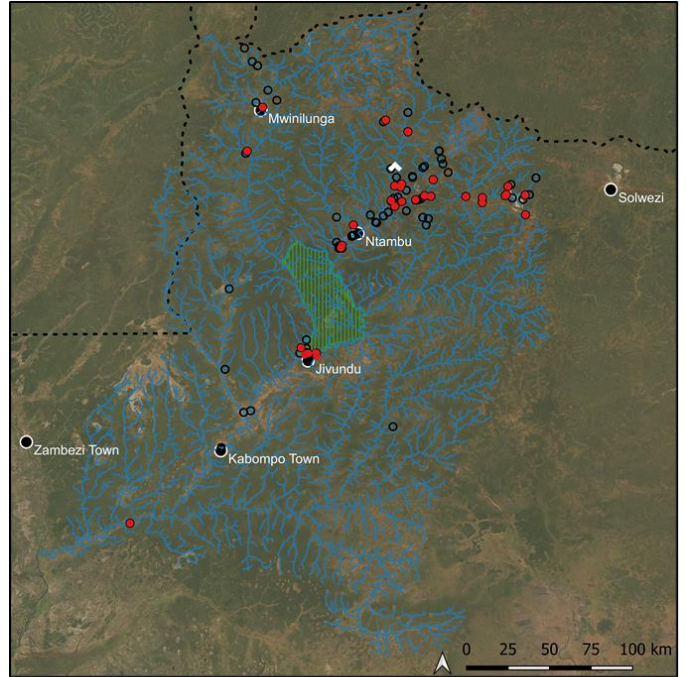 Mwinilunga
Solwezi
Ntambu
Jivundu
Zambezi Town
Kabompo Town
0 25 50 75 100 km